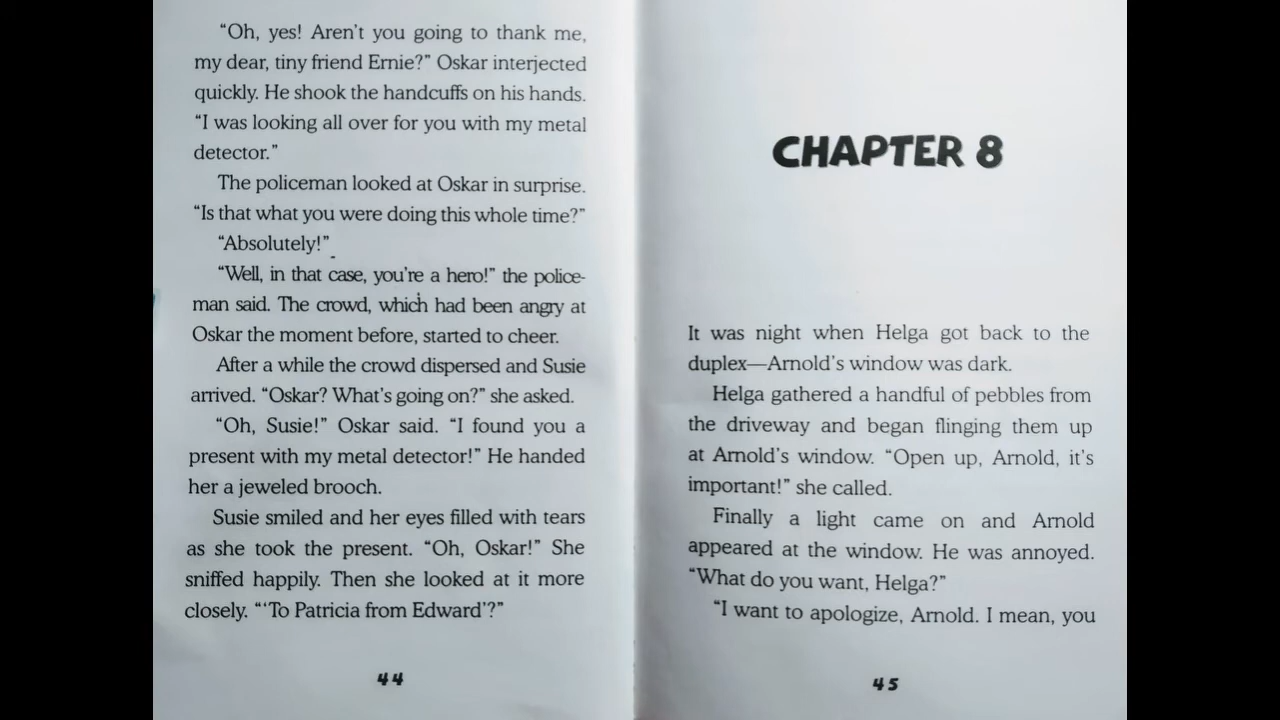 “Oh, yes! Aren’t you going to thank me,
my dear, tiny friend Ernie?” Oskar interjected
quickly. He shook the handcuffs on his hands.
“I was looking all over for you with my metal
detector.”
The policeman looked at Oskar in surprise.
“Is that what you were doing this whole time?”
“Absolutely!”
“Well, in that case, you’re a hero!” the police-
man said. The crowd, which had been angry at
Oskar the moment before, started to cheer.
After a while the crowd dispersed and Susie
arrived. “Oskar? What’s going on?” she asked.
“Oh, Susie!” Oskar said. “I found you a
present with my metal detector!” He handed
her a jeweled brooch.
Susie smiled and her eyes filled with tears
as she took the present. “Oh, Oskar!” She
sniffed happily. Then she looked at it more
closely. “‘To Patricia from Edward’?”
44
CHAPTER 8
It was night when Helga got back to the
duplex—Arnold’s window was dark.
Helga gathered a handful of pebbles from
the driveway and began flinging them up
at Arnold’s window. “Open up, Arnold, it’s
important!” she called.
Finally a light came on and Arnold
appeared at the window. He was annoyed.
“What do you want, Helga?”
“I want to apologize, Arnold. I mean, you
45